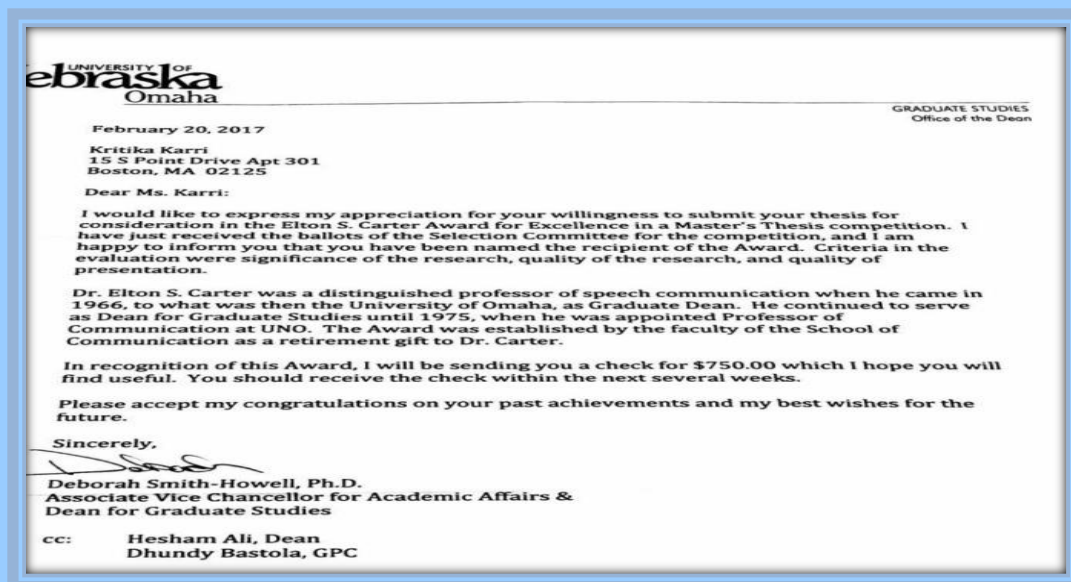 UNIVERSITY OF
ebraska
Omaha
GRADUATE STUDIES
Office of the Dean
February 20, 2017
Kritika Karri
15 S Point Drive Apt 301
Boston, MA 02125
Dear Ms. Karri:
I would like to express my appreciation for your willingness to submit your thesis for
consideration in the Elton S. Carter Award for Excellence in a Master's Thesis competition. I
have just received the ballots of the Selection Committee for the competition, and I am
happy to inform you that you have been named the recipient of the Award. Criteria in the
evaluation were significance of the research, quality of the research, and quality of
presentation.
Dr. Elton S. Carter was a distinguished professor of speech communication when he came in
1966, to what was then the University of Omaha, as Graduate Dean. He continued to serve
as Dean for Graduate Studies until 1975, when he was appointed Professor of
Communication at UNO. The Award was established by the faculty of the School of
Communication as a retirement gift to Dr. Carter.
In recognition of this Award, I will be sending you a check for $750.00 which I hope you will
find useful. You should receive the check within the next several weeks.
Please accept my congratulations on your past achievements and my best wishes for the
future.
Sincerely,
Deborah Smith-Howell, Ph.D.
Associate Vice Chancellor for Academic Affairs &
Dean for Graduate Studies
cc: Hesham Ali, Dean
Dhundy Bastola, GPC